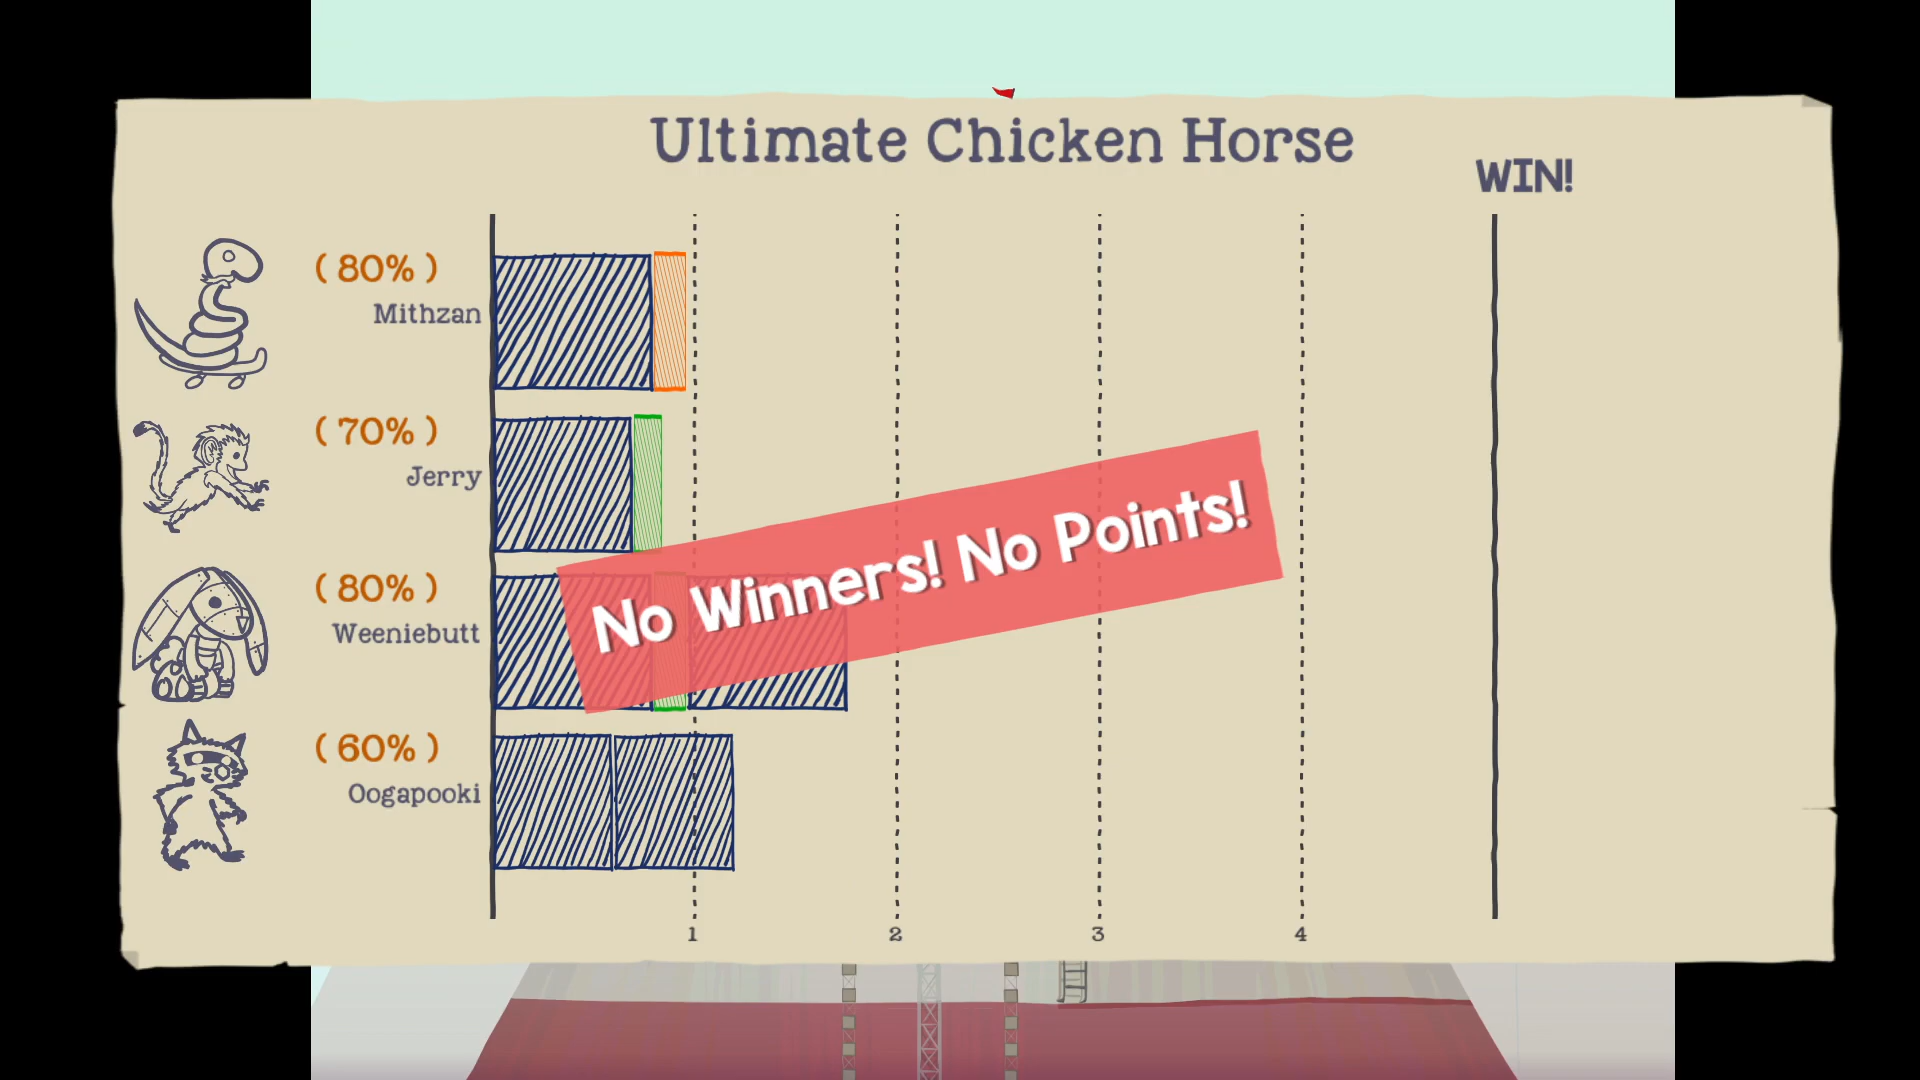 Ultimate Chicken Horse
WIN!
( 80% )
Mithzan
( 70% )
Jerry
No Winners! No Points!
( 80% )
Weeniebutt
( 60% )
Oogapooki
1 2 3 4